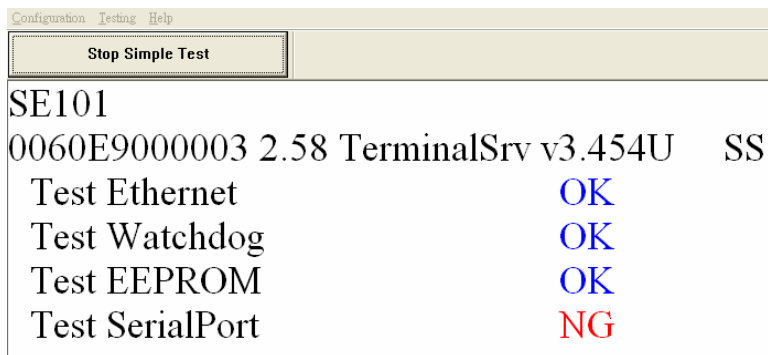 Configuration Testing Help
Stop Simple Test
SE101
0060E9000003 2.58 TerminalSrv v3.454U SS
Test Ethernet OK
Test Watchdog OK
Test EEPROM OK
Test SerialPort NG